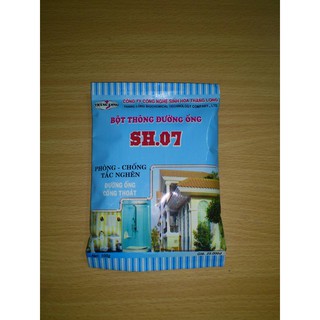 CÔNG TY CÔNG NGHỆ SINH HÓA THĂNG LONG
BỘT THÔNG ĐƯỜNG ỐNG
SH.07
PHÒNG - CHỐNG
TẮC NGHẼN
ĐƯỜNG ỐNG
CỐNG THOÁT